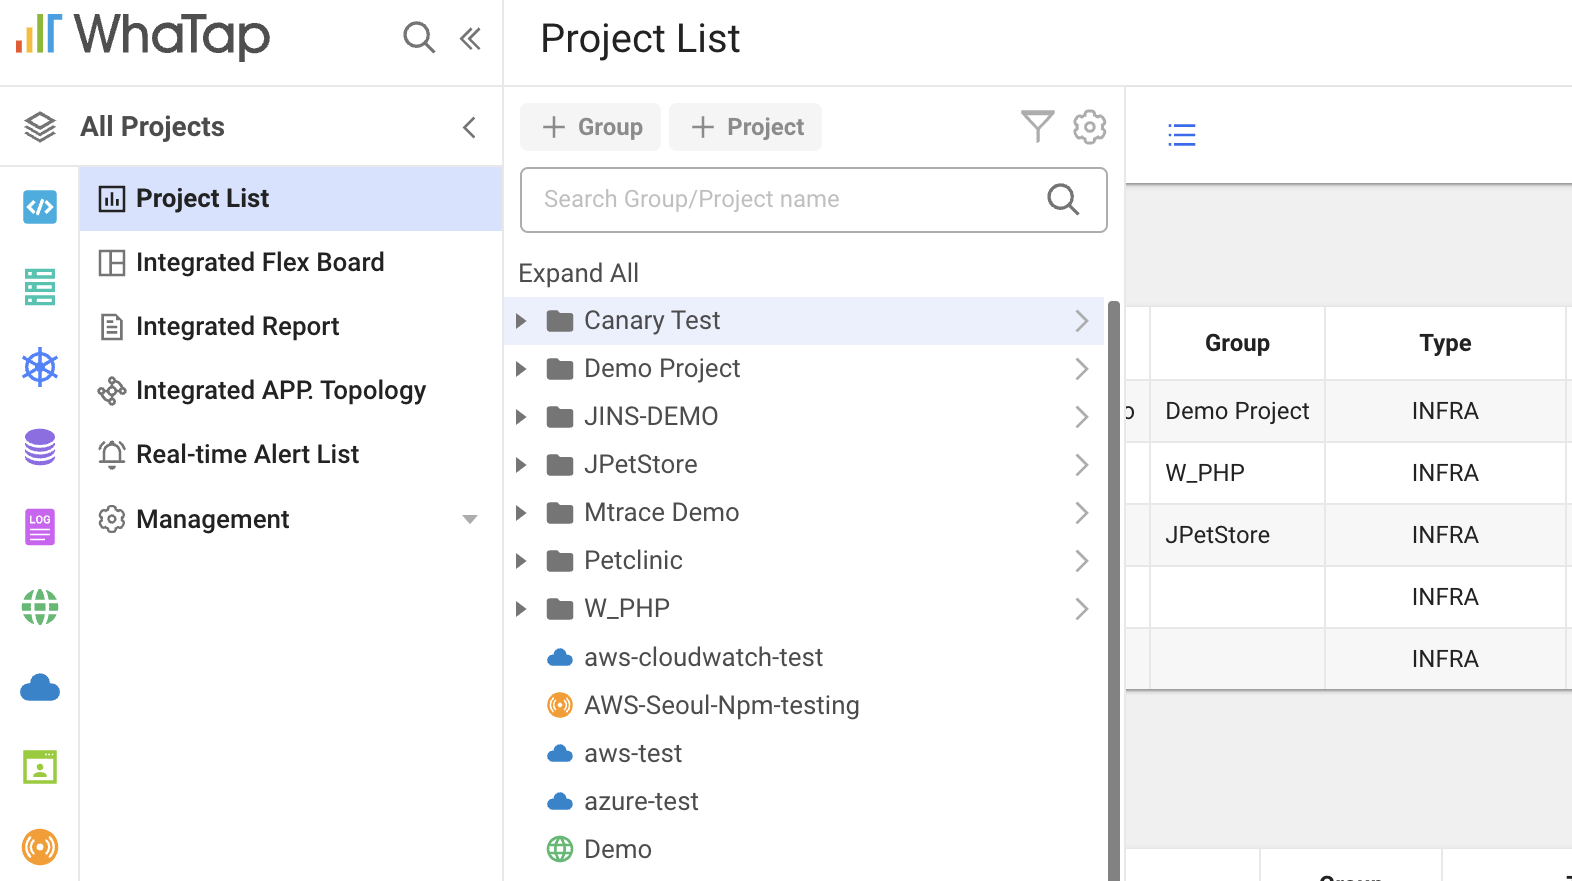 WhaTap
Project List
All Projects
Group
Project
Project List
Search Group/Project name
Integrated Flex Board
Expand All
Integrated Report
Canary Test
Group
Type
Demo Project
Integrated APP. Topology
JINS-DEMO
Demo Project
INFRA
Real-time Alert List
JPetStore
W_PHP
INFRA
Management
Mtrace Demo
LOG
JPetStore
INFRA
Petclinic
W_PHP
INFRA
aws-cloudwatch-test
INFRA
AWS-Seoul-Npm-testing
aws-test
azure-test
Demo